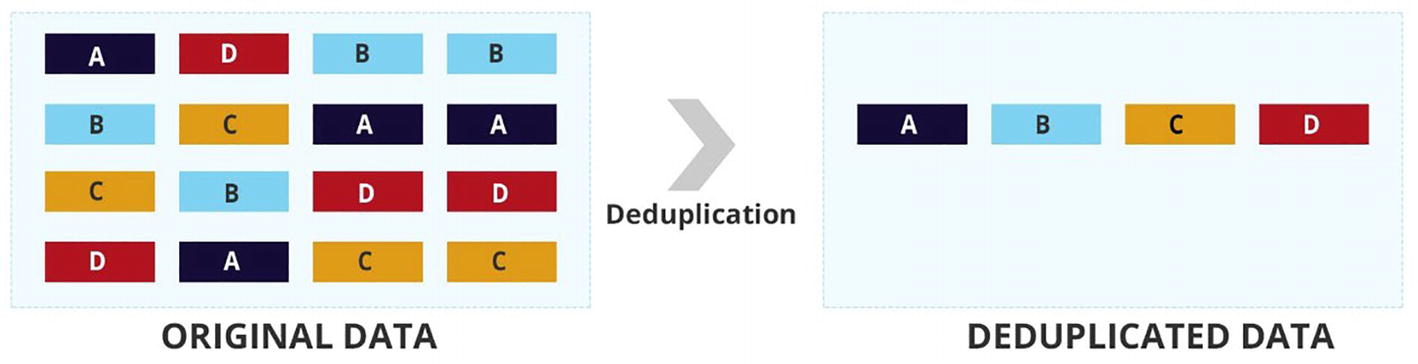 A D B B
B C A A
C B D D
D A C C
ORIGINAL DATA
Deduplication
A B C D
DEDUPLICATED DATA